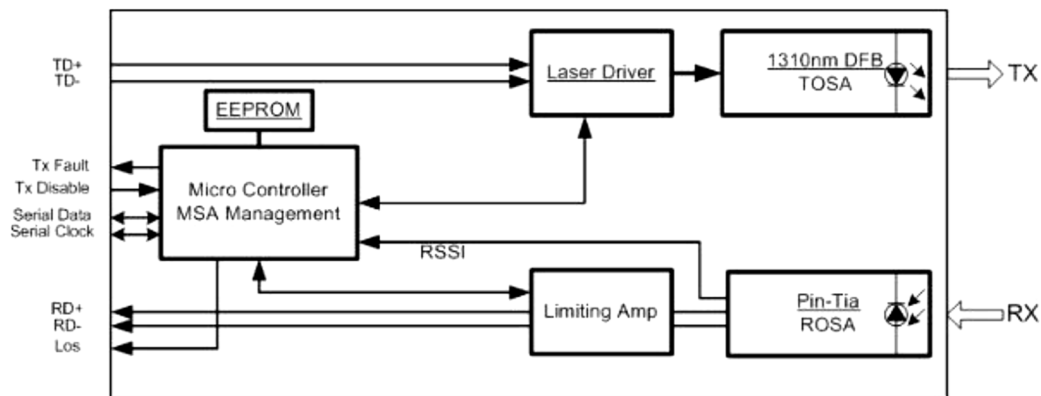 TD+
TD-
Laser Driver
1310nm DFB
TOSA
TX
EEPROM
Tx Fault
Tx Disable
Serial Data
Serial Clock
Micro Controller
MSA Management
RSSI
RD+
RD-
Los
Limiting Amp
Pin-Tia
ROSA
RX